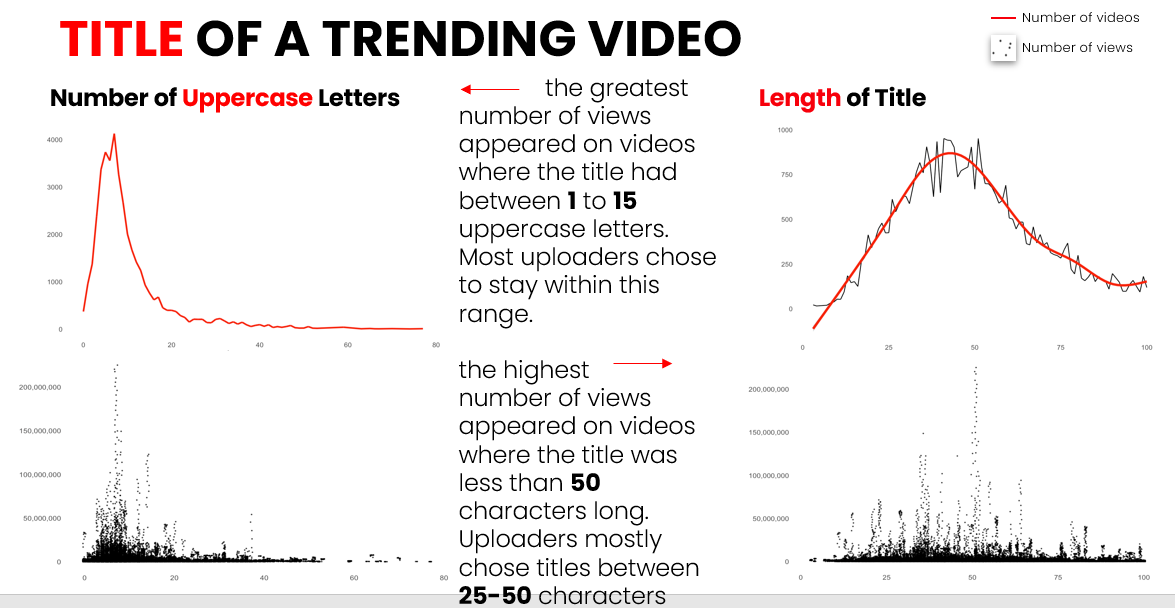 TITLE OF A TRENDING VIDEO
Number of videos
Number of views
Number of Uppercase Letters
4000
3000
2000
1000
0
0 20 40 60 80
200,000,000
150,000,000
100,000,000
50,000,000
0
0 20 40 60 80
the greatest
number of views
appeared on videos
where the title had
between 1 to 15
uppercase letters.
Most uploaders chose
to stay within this
range.
the highest
number of views
appeared on videos
where the title was
less than 50
characters long.
Uploaders mostly
chose titles between
25-50 characters
Length of Title
1000
750
500
250
0
0 25 50 75 100
200,000,000
150,000,000
100,000,000
50,000,000
0
0 25 50 75 100